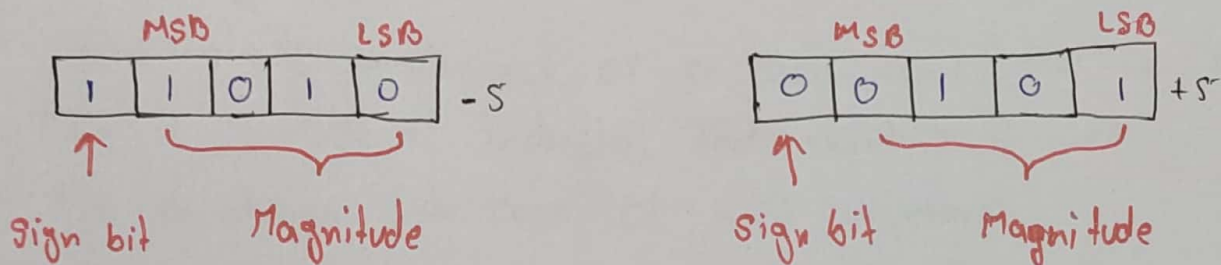 MSB LSB MSB LSB
1 1 0 1 0 -5 0 0 1 0 1 +5
Sign bit Magnitude Sign bit Magnitude